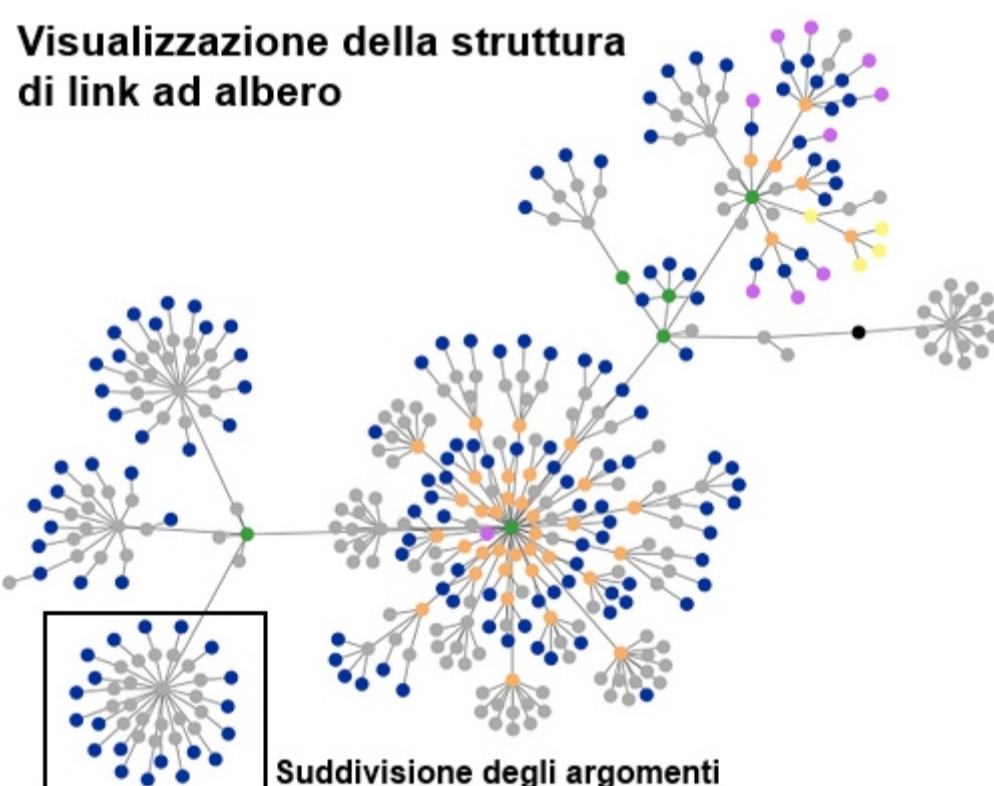 Visualizzazione della struttura
di link ad albero
Suddivisione degli argomenti